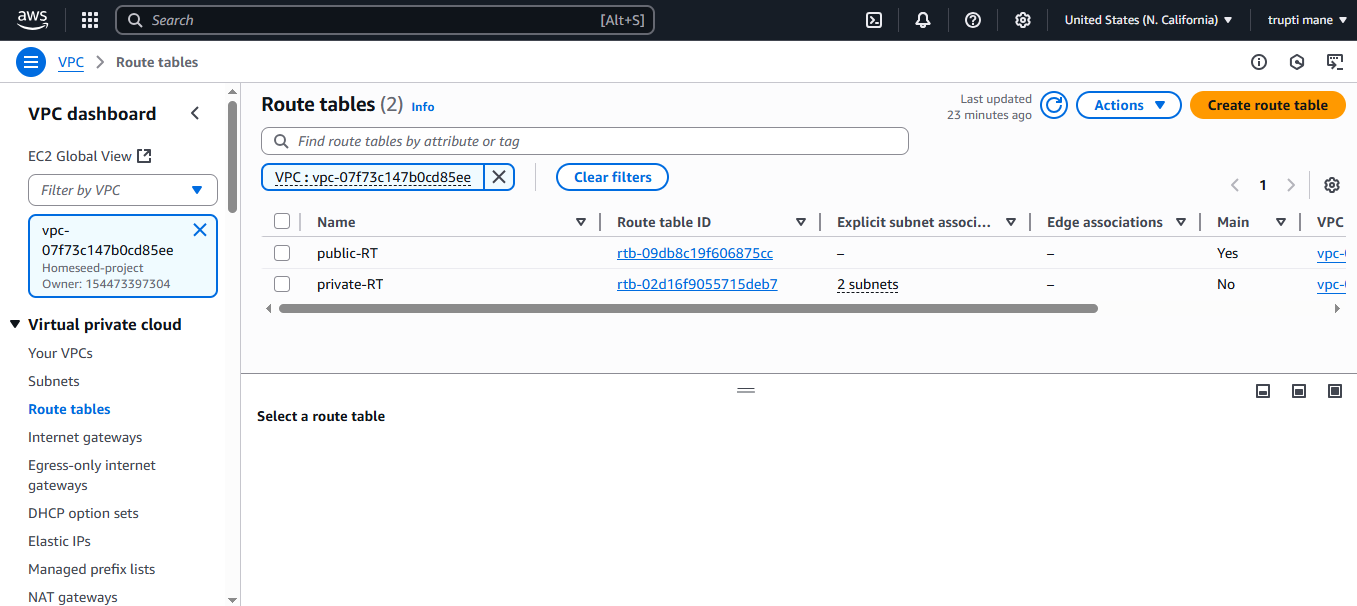 aws
Search [Alt+S]
United States (N. California) trupti mane
VPC Route tables
VPC dashboard
EC2 Global View
Filter by VPC
vpc-
07f73c147b0cd85ee
Homeseed-project
Owner: 154473397304
Virtual private cloud
Your VPCs
Subnets
Route tables
Internet gateways
Egress-only internet
gateways
DHCP option sets
Elastic IPs
Managed prefix lists
NAT gateways
Route tables (2) Info
Last updated
23 minutes ago
Actions
Create route table
Find route tables by attribute or tag
VPC : vpc-07f73c147b0cd85ee
Clear filters
1
Name Route table ID Explicit subnet associ... Edge associations Main VPC
public-RT rtb-09db8c19f606875cc – – Yes vpc-
private-RT rtb-02d16f9055715deb7 2 subnets – No vpc-
Select a route table